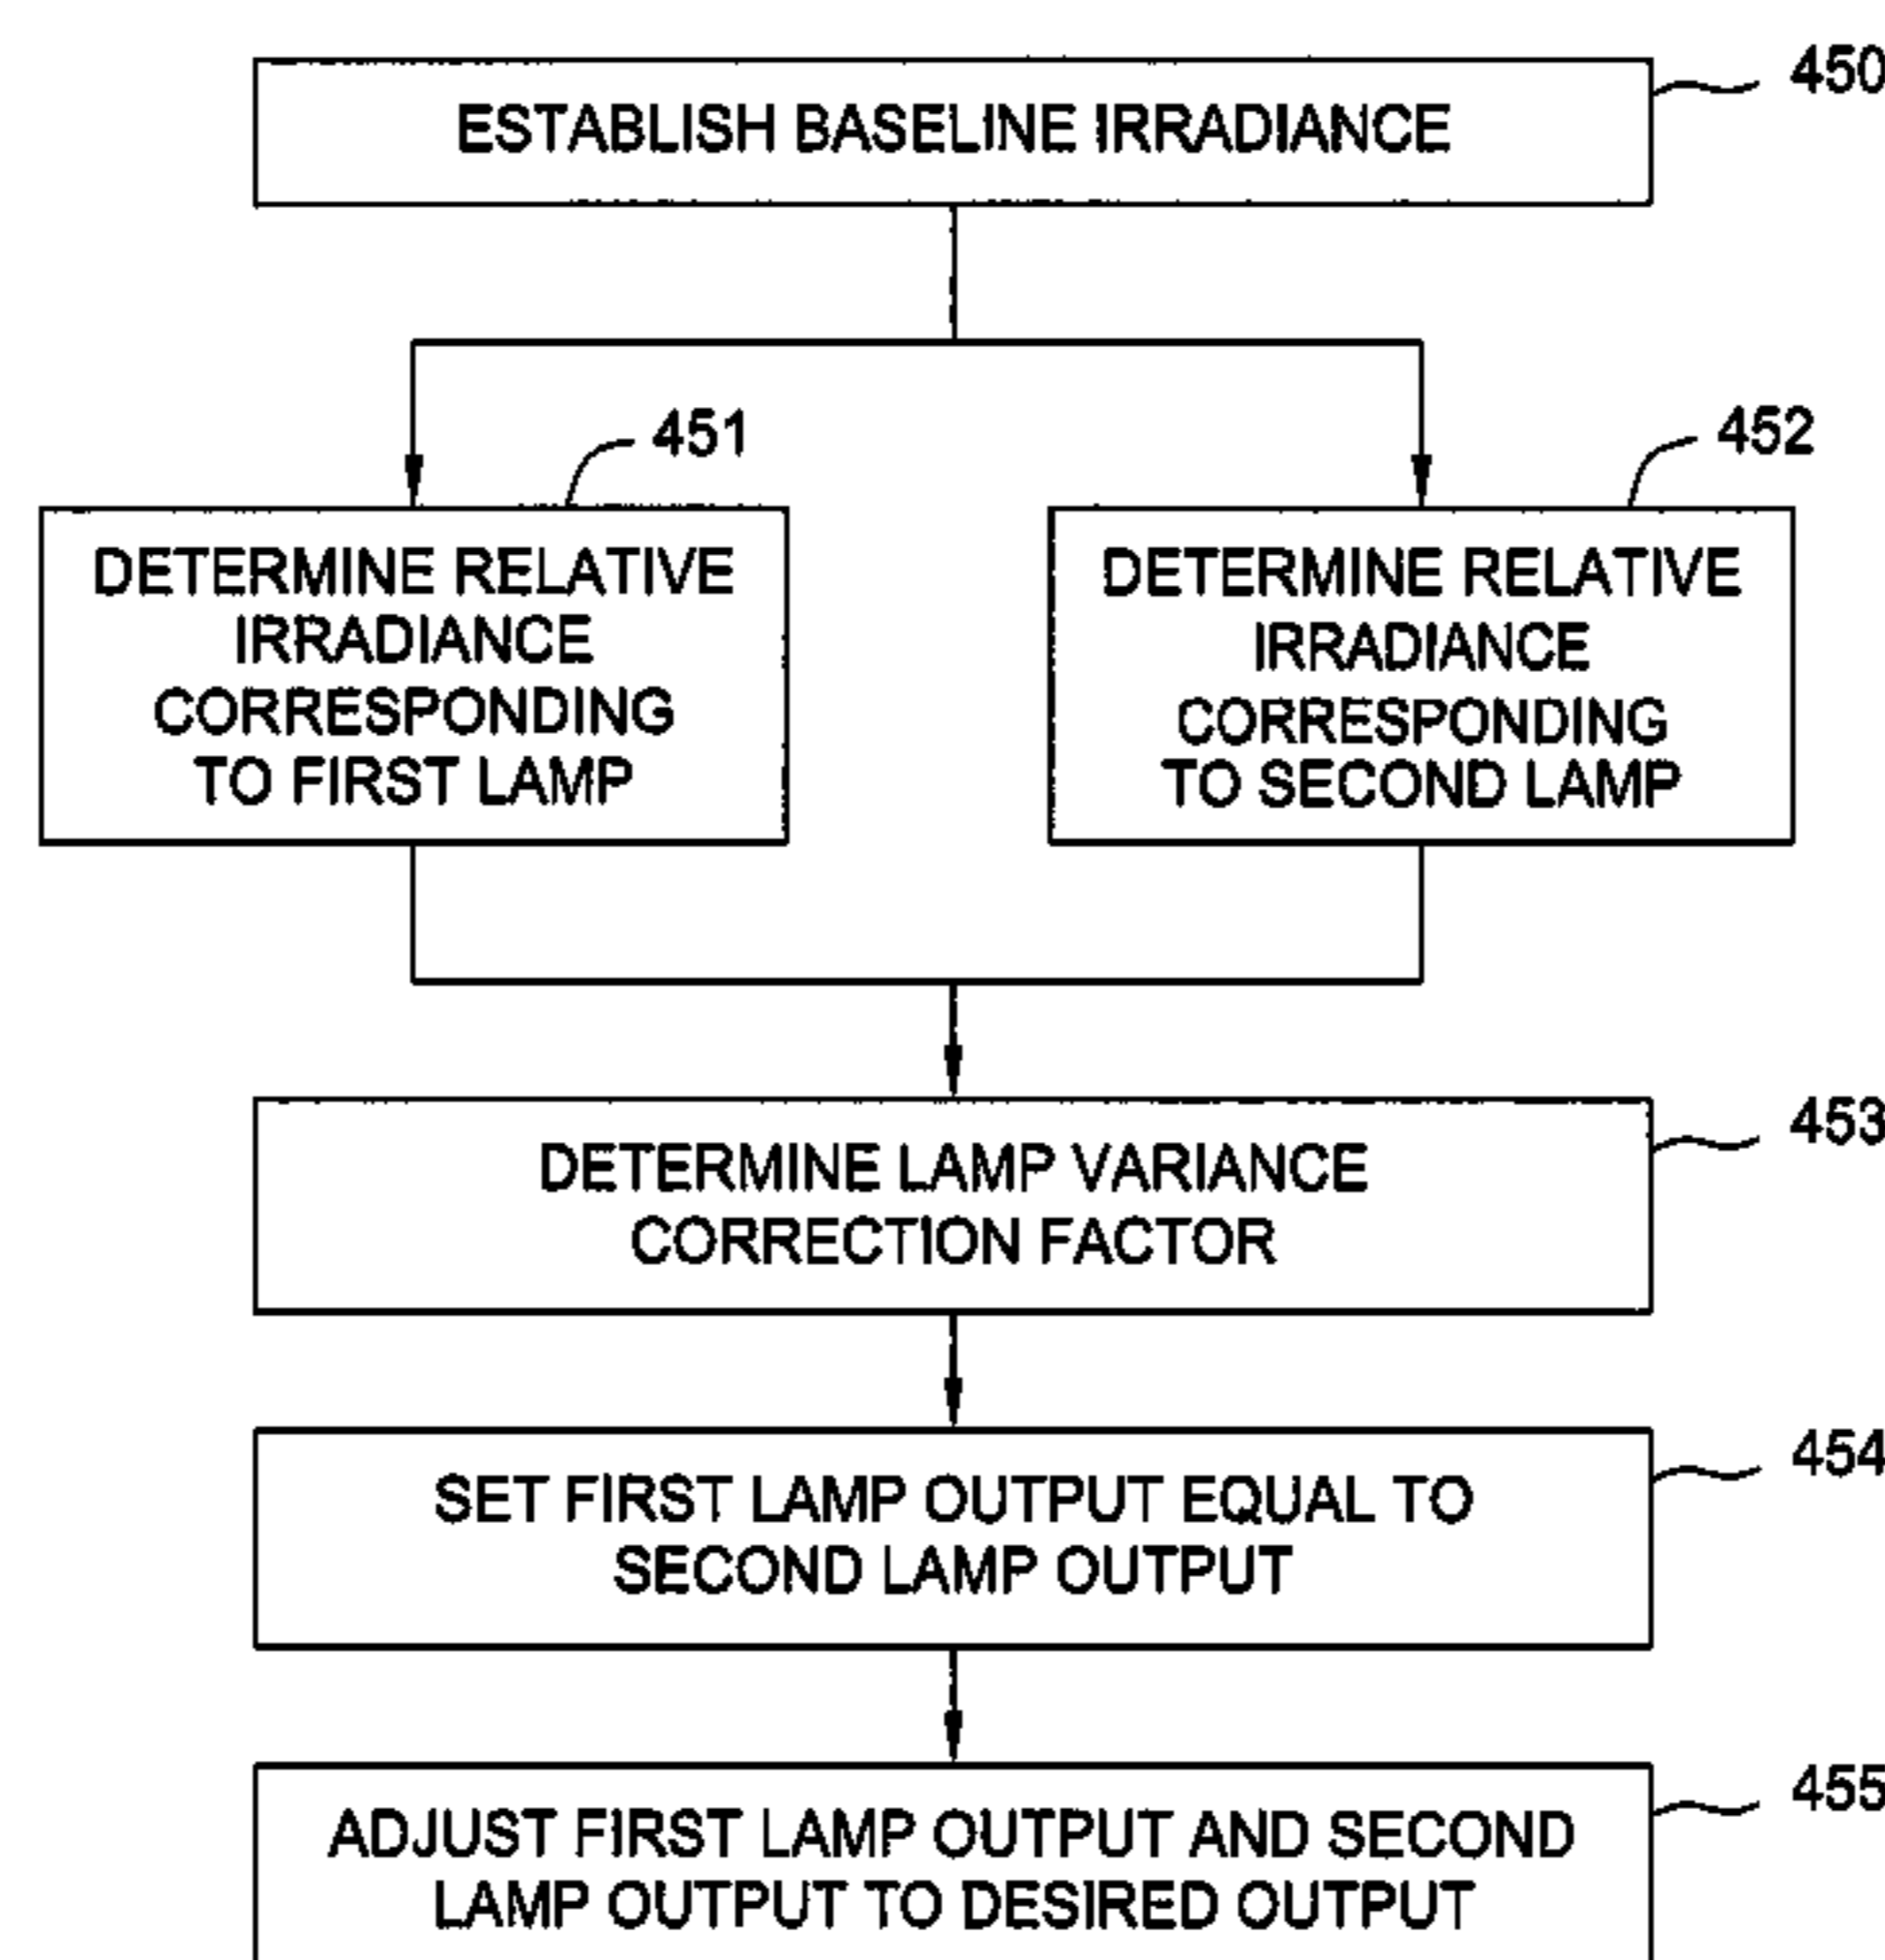 450
ESTABLISH BASELINE IRRADIANCE
451
DETERMINE RELATIVE
IRRADIANCE
CORRESPONDING
TO FIRST LAMP
452
DETERMINE RELATIVE
IRRADIANCE
CORRESPONDING
TO SECOND LAMP
453
DETERMINE LAMP VARIANCE
CORRECTION FACTOR
454
SET FIRST LAMP OUTPUT EQUAL TO
SECOND LAMP OUTPUT
455
ADJUST FIRST LAMP OUTPUT AND SECOND
LAMP OUTPUT TO DESIRED OUTPUT